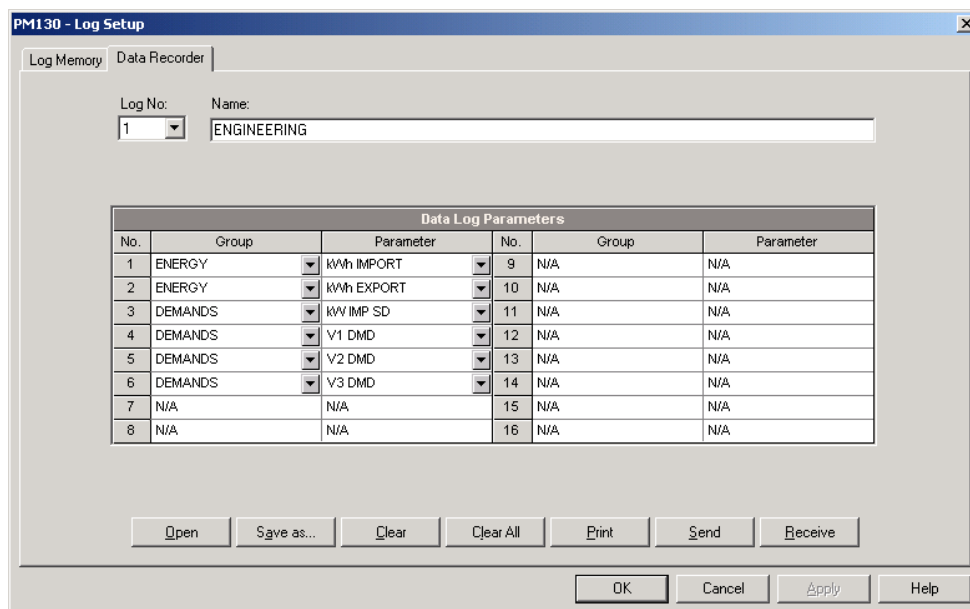 PM130 - Log Setup
Log Memory Data Recorder
Log No: Name:
1 ENGINEERING
Data Log Parameters
No. Group Parameter No. Group Parameter
1 ENERGY kWh IMPORT 9 N/A N/A
2 ENERGY kWh EXPORT 10 N/A N/A
3 DEMANDS kW IMP SD 11 N/A N/A
4 DEMANDS V1 DMD 12 N/A N/A
5 DEMANDS V2 DMD 13 N/A N/A
6 DEMANDS V3 DMD 14 N/A N/A
7 N/A N/A 15 N/A N/A
8 N/A N/A 16 N/A N/A
Open Save as... Clear Clear All Print Send Receive
OK Cancel Apply Help